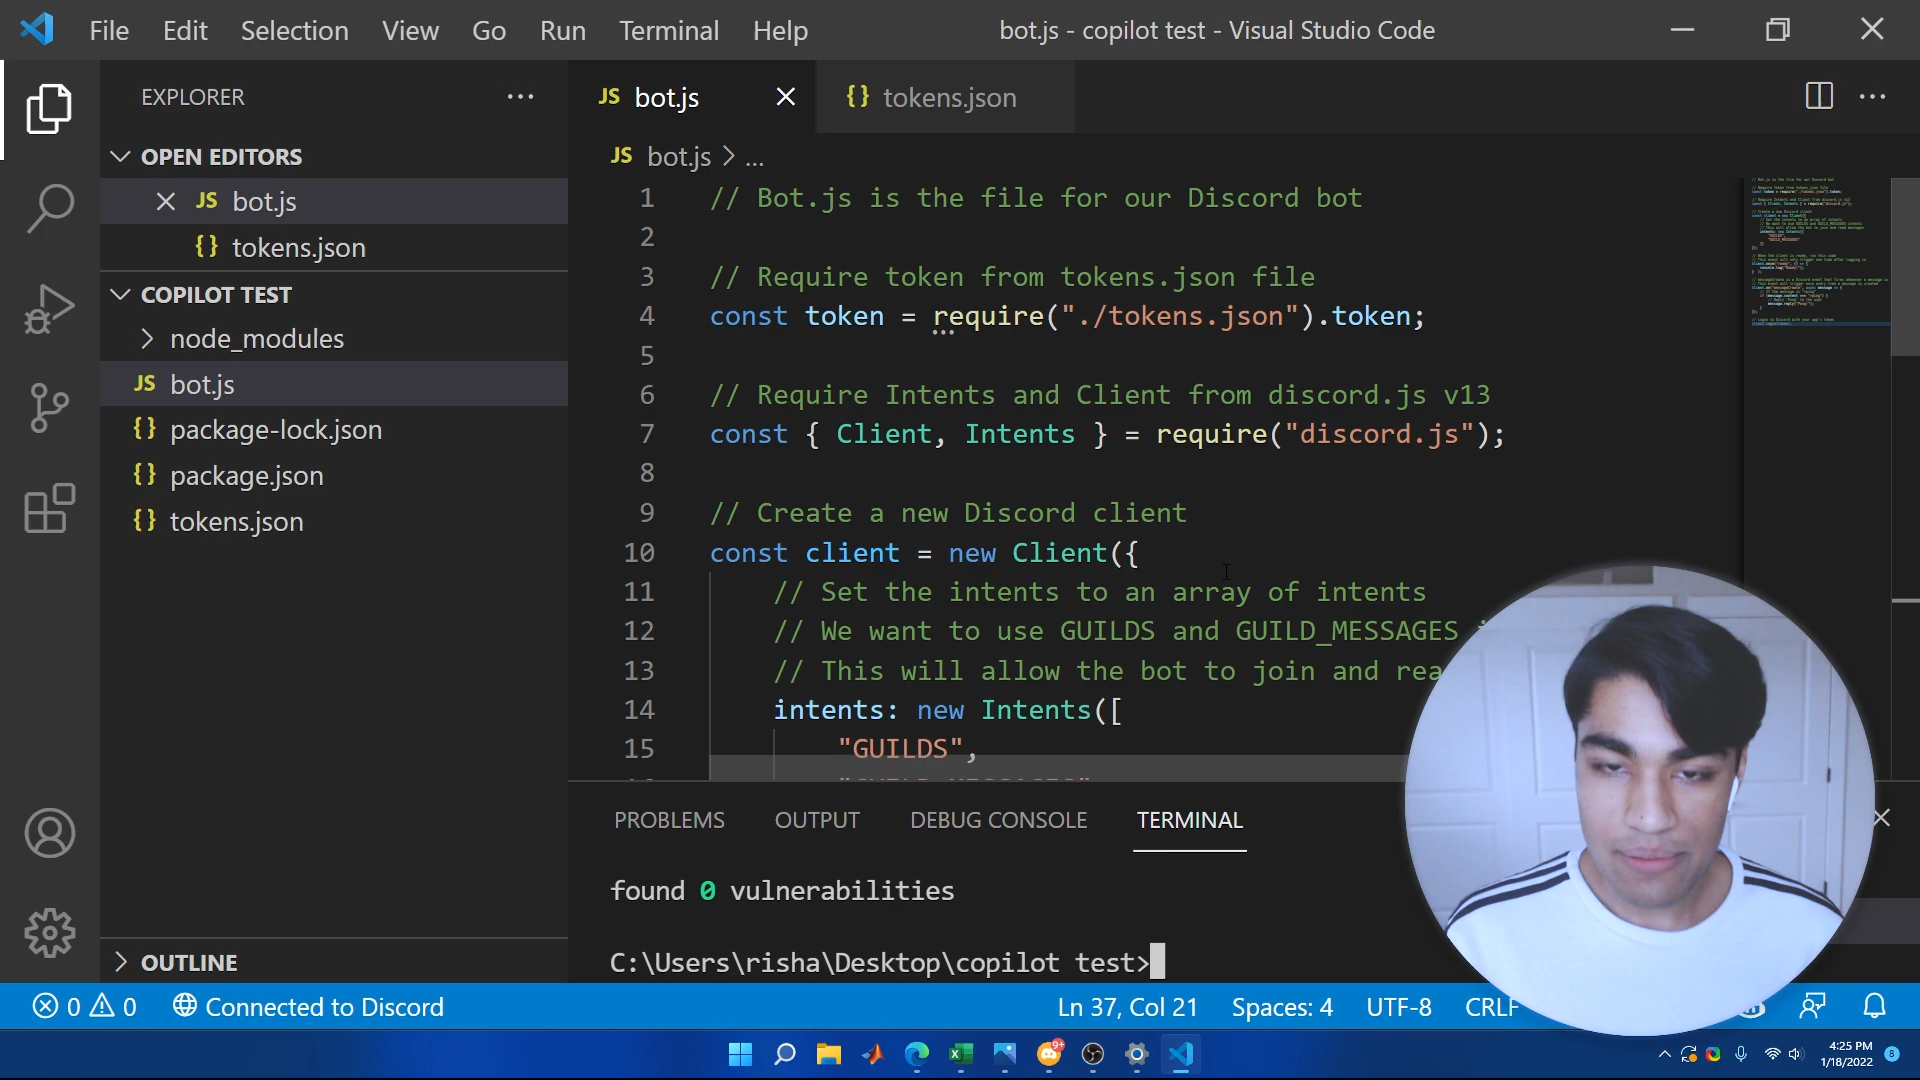 File Edit Selection View Go Run Terminal Help
bot.js - copilot test - Visual Studio Code
EXPLORER
OPEN EDITORS
JS bot.js
{} tokens.json
COPILOT TEST
node_modules
JS bot.js
{} package-lock.json
{} package.json
{} tokens.json
OUTLINE
JS bot.js
{} tokens.json
JS bot.js > ...
1 // Bot.js is the file for our Discord bot
2
3 // Require token from tokens.json file
4 const token = require("./tokens.json").token;
5
6 // Require Intents and Client from discord.js v13
7 const { Client, Intents } = require("discord.js");
8
9 // Create a new Discord client
10 const client = new Client({
11 // Set the intents to an array of intents
12 // We want to use GUILDS and GUILD_MESSAGES
13 // This will allow the bot to join and rea
14 intents: new Intents([
15 "GUILDS",
PROBLEMS OUTPUT DEBUG CONSOLE TERMINAL
found 0 vulnerabilities
C:\Users\risha\Desktop\copilot test>
0 0 Connected to Discord
Ln 37, Col 21 Spaces: 4 UTF-8 CRLF
9+
4:25 PM
1/18/2022
8